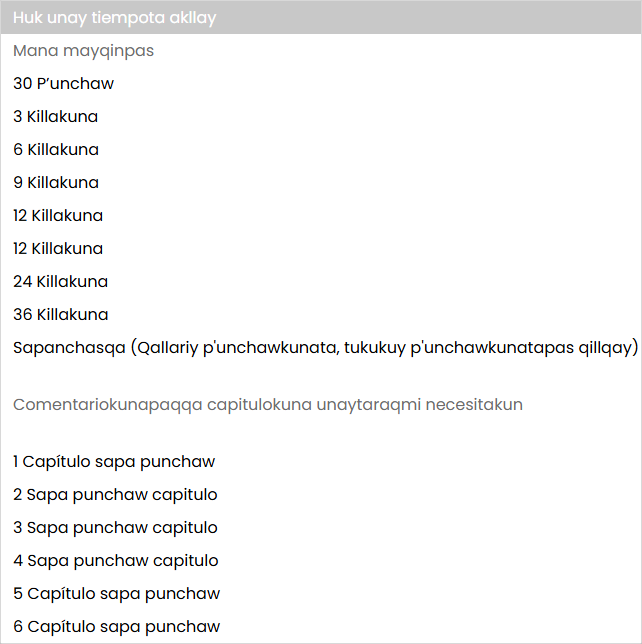 Huk unay tiempota akllay
Mana mayqinpas
30 P’unchaw
3 Killakuna
6 Killakuna
9 Killakuna
12 Killakuna
12 Killakuna
24 Killakuna
36 Killakuna
Sapanchasqa (Qallariy p'unchawkunata, tukukuy p'unchawkunatapas qillqay)
Comentariokunapaqqa capitulokuna unaytaraqmi necesitakun
1 Capítulo sapa punchaw
2 Sapa punchaw capitulo
3 Sapa punchaw capitulo
4 Sapa punchaw capitulo
5 Capítulo sapa punchaw
6 Capítulo sapa punchaw